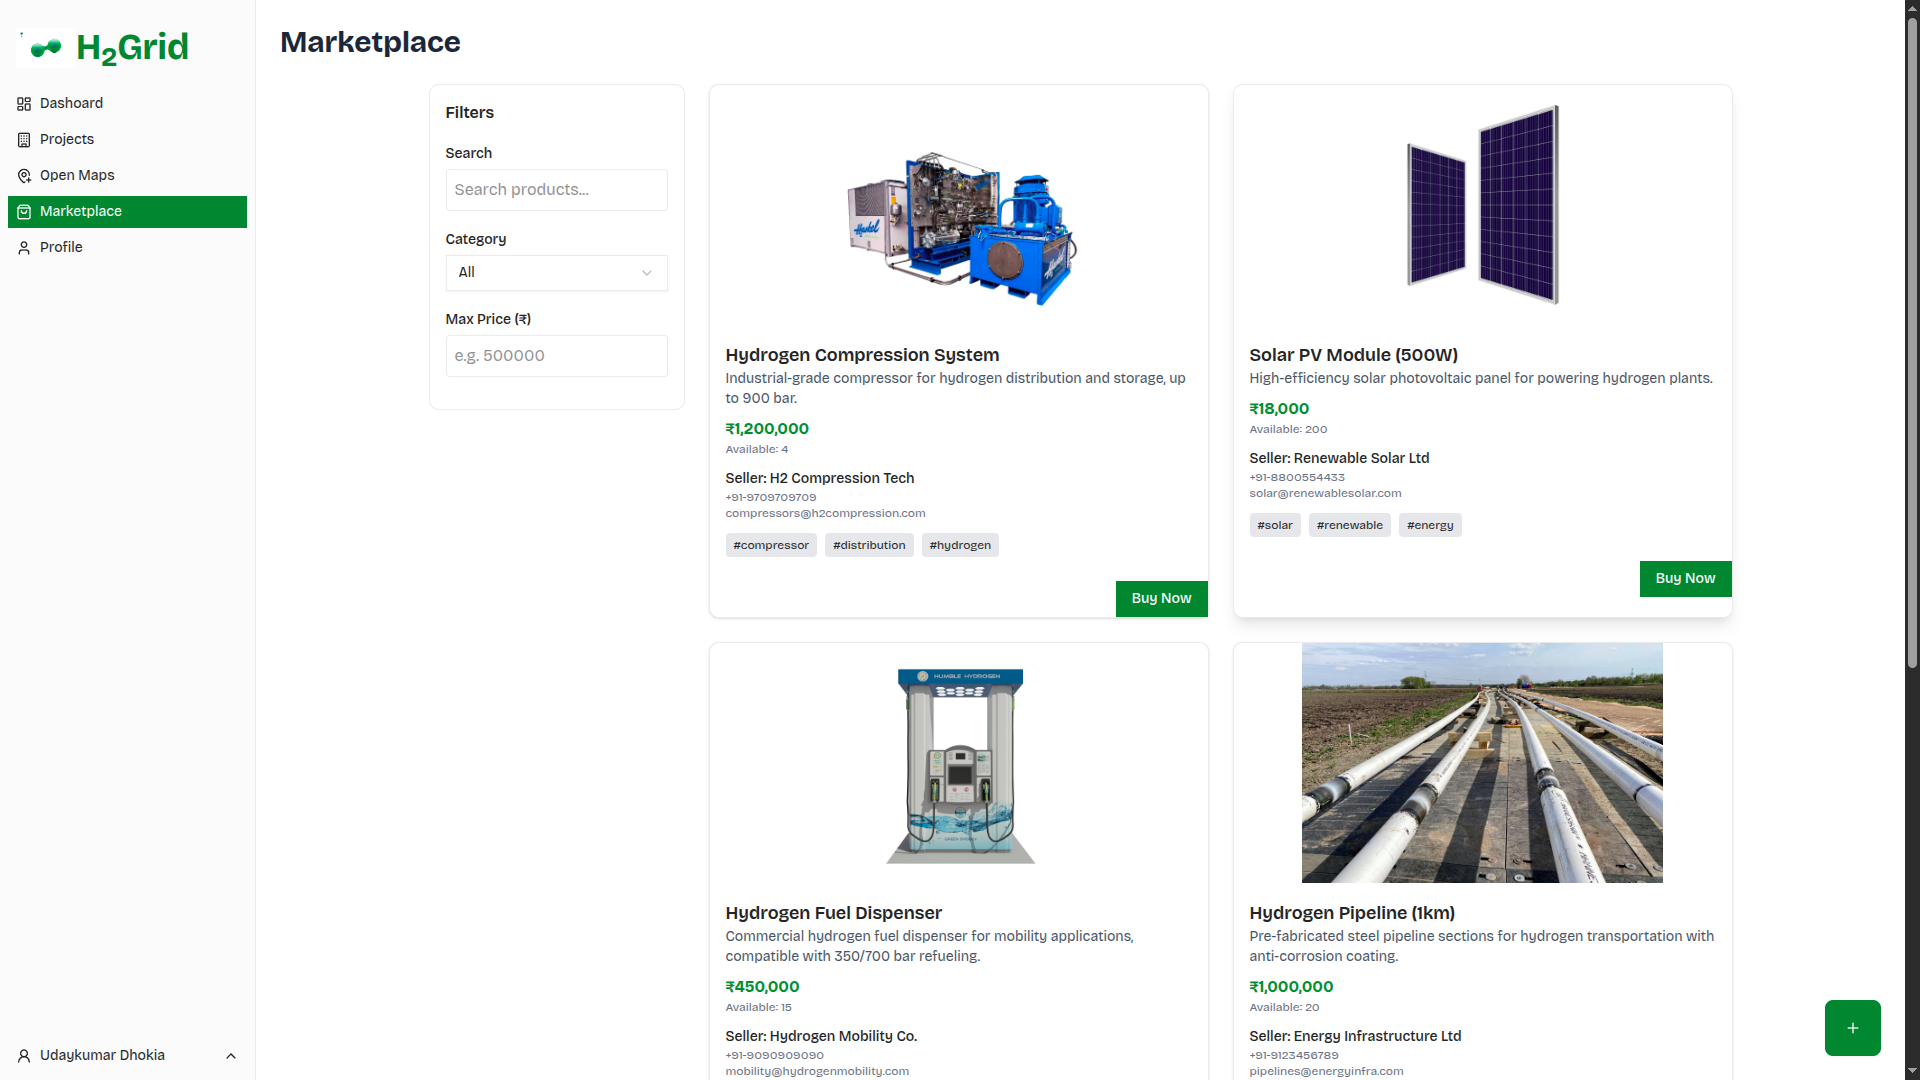 H₂Grid
Dashoard
Projects
Open Maps
Marketplace
Profile
Udaykumar Dhokia
Marketplace
Filters
Search
Search products...
Category
All
Max Price (₹)
e.g. 500000
Haskel
Haskel
Hydrogen Compression System
Industrial-grade compressor for hydrogen distribution and storage, up
to 900 bar.
₹1,200,000
Available: 4
Seller: H2 Compression Tech
+91-9709709709
compressors@h2compression.com
#compressor #distribution #hydrogen
Buy Now
Solar PV Module (500W)
High-efficiency solar photovoltaic panel for powering hydrogen plants.
₹18,000
Available: 200
Seller: Renewable Solar Ltd
+91-8800554433
solar@renewablesolar.com
#solar #renewable #energy
Buy Now
HUMBLE HYDROGEN
Hydrogen Fuel Dispenser
Commercial hydrogen fuel dispenser for mobility applications,
compatible with 350/700 bar refueling.
₹450,000
Available: 15
Seller: Hydrogen Mobility Co.
+91-9090909090
mobility@hydrogenmobility.com
Hydrogen Pipeline (1km)
Pre-fabricated steel pipeline sections for hydrogen transportation with
anti-corrosion coating.
₹1,000,000
Available: 20
Seller: Energy Infrastructure Ltd
+91-9123456789
pipelines@energyinfra.com
+